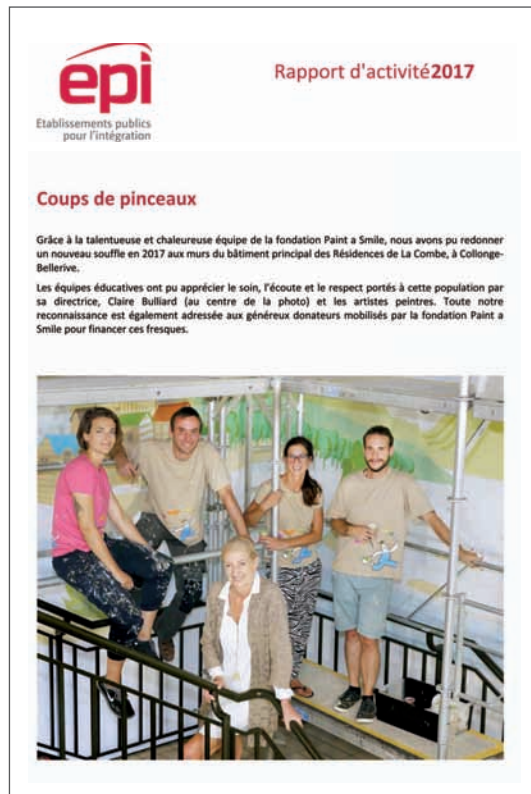 epi
Etablissements publics
pour l'intégration
Rapport d'activité2017
Coups de pinceaux
Grâce à la talentueuse et chaleureuse équipe de la fondation Paint a Smile, nous avons pu redonner
un nouveau souffle en 2017 aux murs du bâtiment principal des Résidences de La Combe, à Collonge-
Bellerive.
Les équipes éducatives ont pu apprécier le soin, l'écoute et le respect portés à cette population par
sa directrice, Claire Bulliard (au centre de la photo) et les artistes peintres. Toute notre
reconnaissance est également adressée aux généreux donateurs mobilisés par la fondation Paint a
Smile pour financer ces fresques.